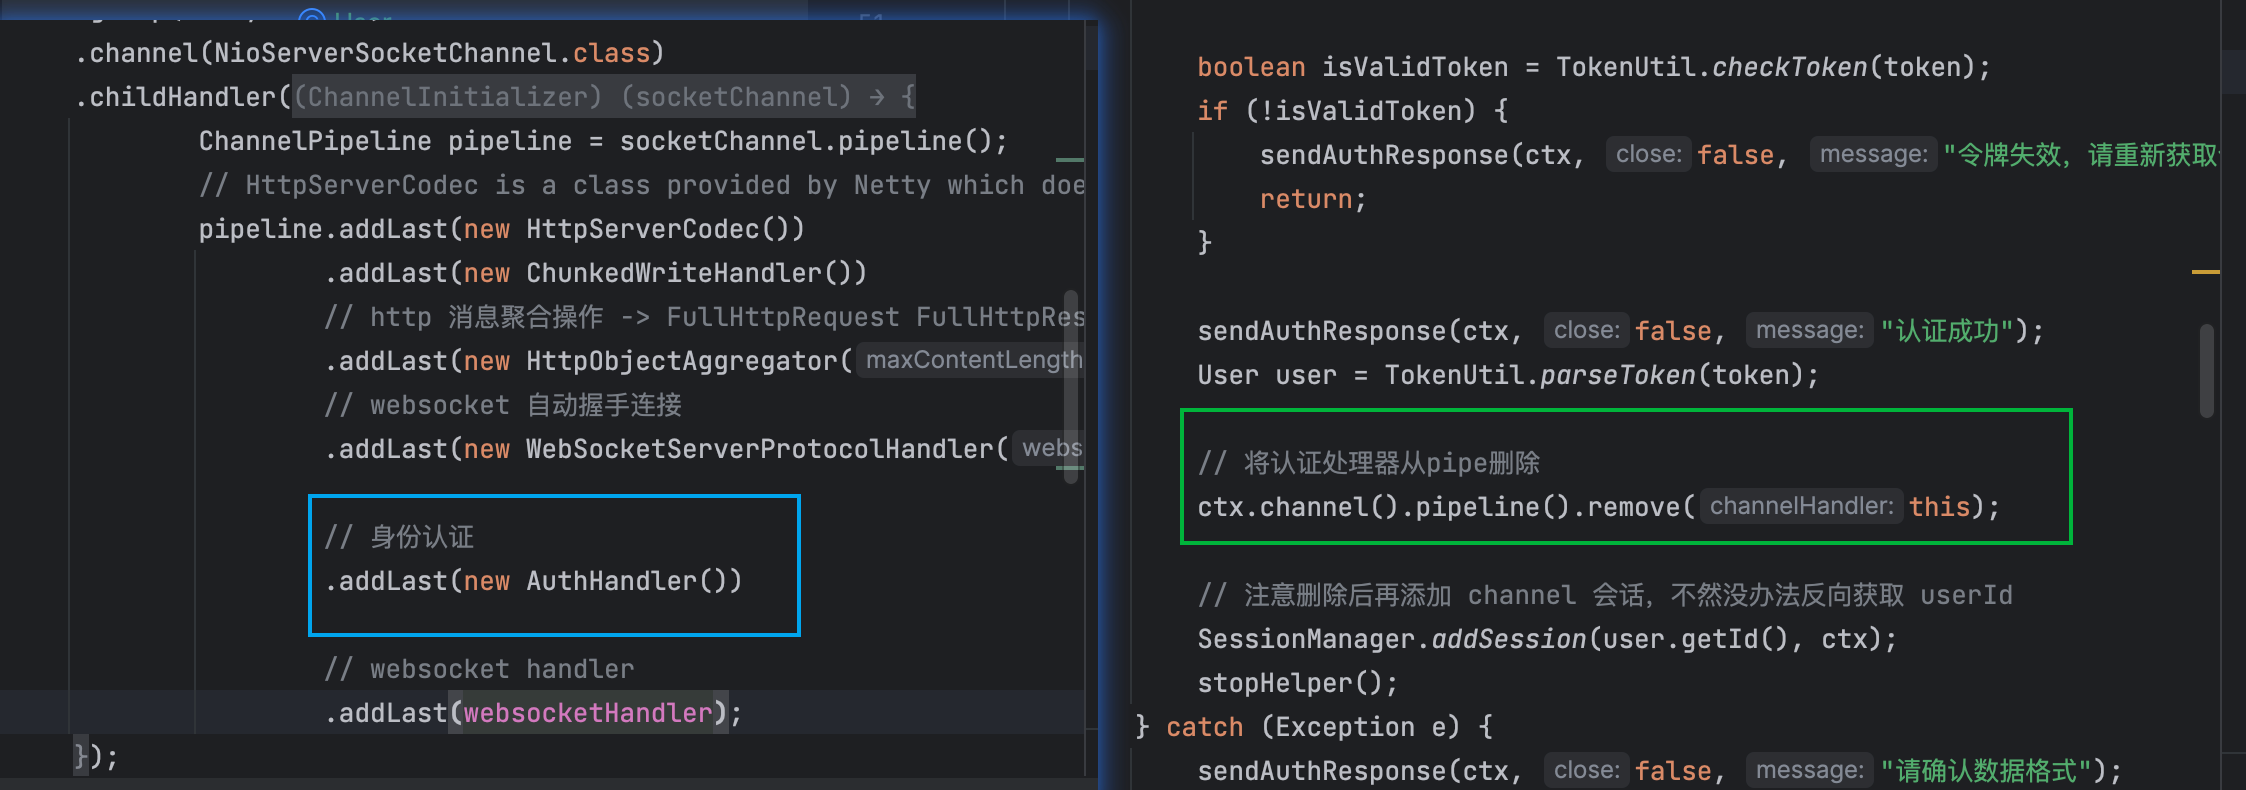 User
51
.channel(NioServerSocketChannel.class)
.childHandler((ChannelInitializer) (socketChannel) → {
ChannelPipeline pipeline = socketChannel.pipeline();
// HttpServerCodec is a class provided by Netty which doe
pipeline.addLast(new HttpServerCodec())
.addLast(new ChunkedWriteHandler())
// http 消息聚合操作 -> FullHttpRequest FullHttpRes
.addLast(new HttpObjectAggregator( maxContentLength
// websocket 自动握手连接
.addLast(new WebSocketServerProtocolHandler( webs
// 身份认证
.addLast(new AuthHandler())
// websocket handler
.addLast(websocketHandler);
});
boolean isValidToken = TokenUtil.checkToken(token);
if (!isValidToken) {
sendAuthResponse(ctx, close: false, message: "令牌失效，请重新获取
return;
}
sendAuthResponse(ctx, close: false, message: "认证成功");
User user = TokenUtil.parseToken(token);
// 将认证处理器从pipe删除
ctx.channel().pipeline().remove( channelHandler: this);
// 注意删除后再添加 channel 会话，不然没办法反向获取 userId
SessionManager.addSession(user.getId(), ctx);
stopHelper();
} catch (Exception e) {
sendAuthResponse(ctx, close: false, message: "请确认数据格式");